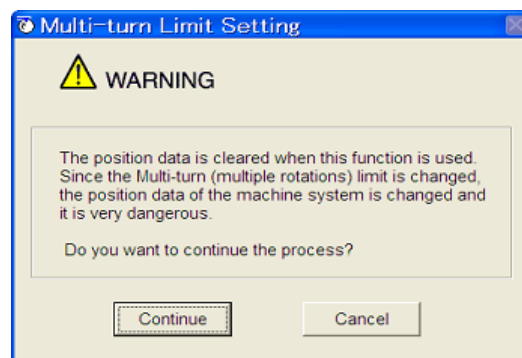 Multi-turn Limit Setting
WARNING
The position data is cleared when this function is used.
Since the Multi-turn (multiple rotations) limit is changed,
the position data of the machine system is changed and
it is very dangerous.
Do you want to continue the process?
Continue
Cancel